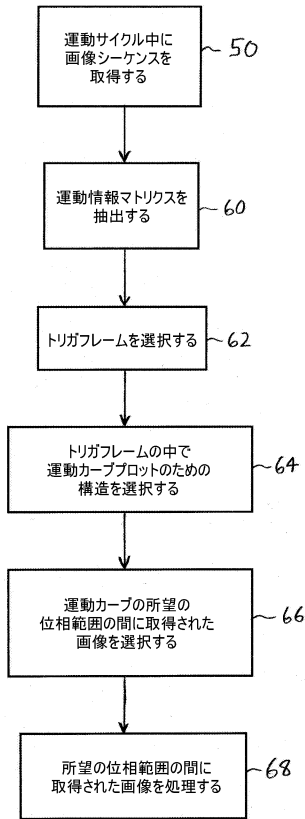 運動サイクル中に
画像シーケンスを
取得する
50
運動情報マトリクスを
抽出する
60
トリガフレームを選択する
62
トリガフレームの中で
運動カーブプロットのための
構造を選択する
64
運動カーブの所望の
位相範囲の間に取得された
画像を選択する
66
所望の位相範囲の間に
取得された画像を処理する
68